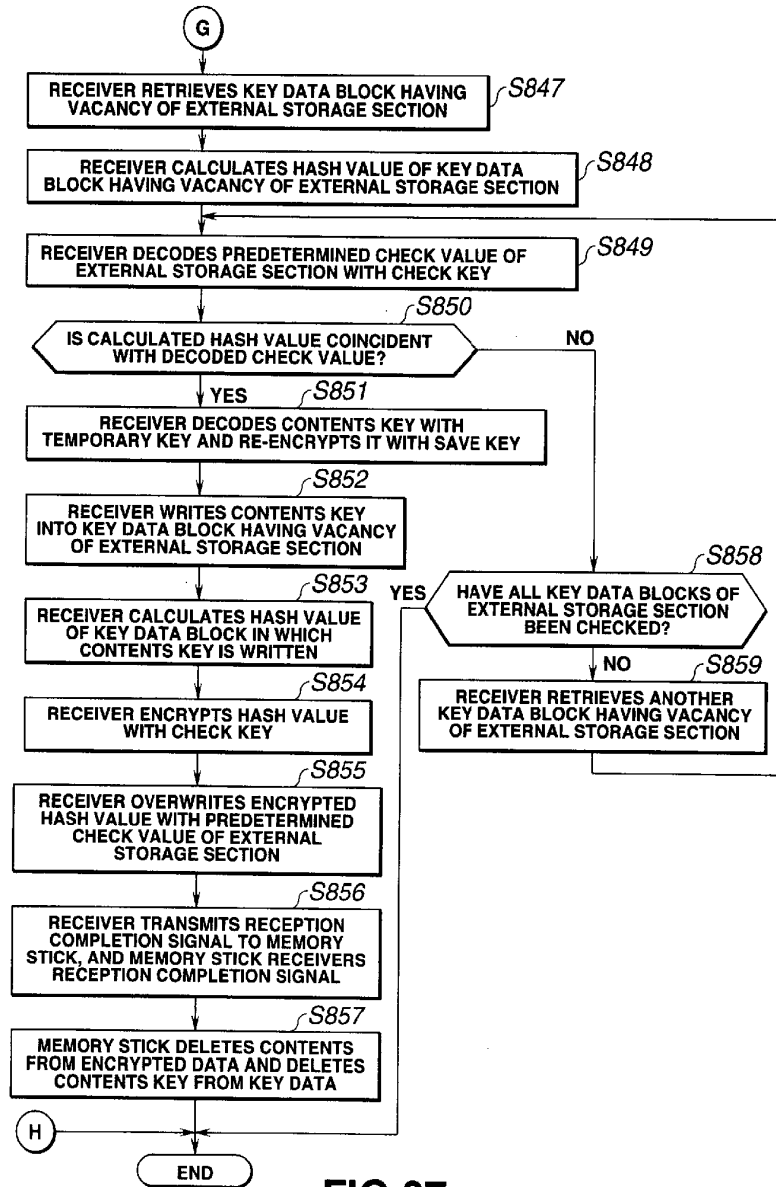 G
RECEIVER RETRIEVES KEY DATA BLOCK HAVING
VACANCY OF EXTERNAL STORAGE SECTION
S847
RECEIVER CALCULATES HASH VALUE OF KEY DATA
BLOCK HAVING VACANCY OF EXTERNAL STORAGE SECTION
S848
RECEIVER DECODES PREDETERMINED CHECK VALUE OF
EXTERNAL STORAGE SECTION WITH CHECK KEY
S849
S850
IS CALCULATED HASH VALUE COINCIDENT
WITH DECODED CHECK VALUE?
NO
YES
S851
RECEIVER DECODES CONTENTS KEY WITH
TEMPORARY KEY AND RE-ENCRYPTS IT WITH SAVE KEY
S852
RECEIVER WRITES CONTENTS KEY
INTO KEY DATA BLOCK HAVING VACANCY
OF EXTERNAL STORAGE SECTION
S853
RECEIVER CALCULATES HASH VALUE
OF KEY DATA BLOCK IN WHICH
CONTENTS KEY IS WRITTEN
S854
RECEIVER ENCRYPTS HASH VALUE
WITH CHECK KEY
S855
RECEIVER OVERWRITES ENCRYPTED
HASH VALUE WITH PREDETERMINED
CHECK VALUE OF EXTERNAL
STORAGE SECTION
S856
RECEIVER TRANSMITS RECEPTION
COMPLETION SIGNAL TO MEMORY
STICK, AND MEMORY STICK RECEIVERS
RECEPTION COMPLETION SIGNAL
S857
MEMORY STICK DELETES CONTENTS
FROM ENCRYPTED DATA AND DELETES
CONTENTS KEY FROM KEY DATA
S858
YES
HAVE ALL KEY DATA BLOCKS OF
EXTERNAL STORAGE SECTION
BEEN CHECKED?
NO
S859
RECEIVER RETRIEVES ANOTHER
KEY DATA BLOCK HAVING VACANCY
OF EXTERNAL STORAGE SECTION
H
END